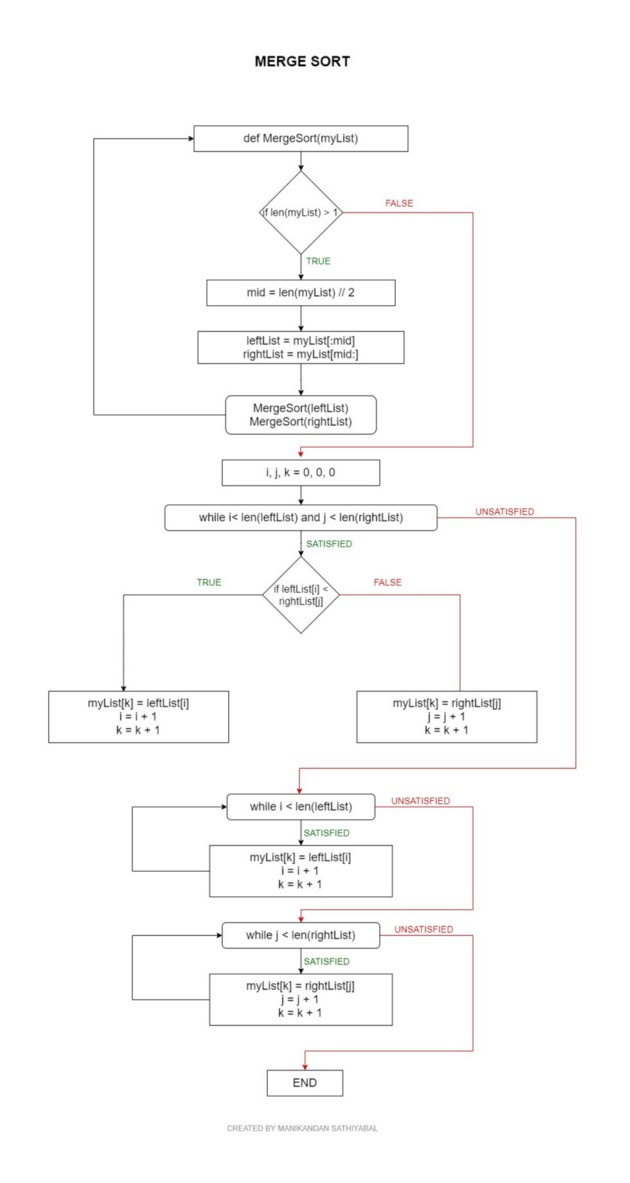 MERGE SORT
def MergeSort(myList)
if len(myList) > 1
FALSE
TRUE
mid = len(myList) // 2
leftList = myList[:mid]
rightList = myList[mid:]
MergeSort(leftList)
MergeSort(rightList)
i, j, k = 0, 0, 0
while i< len(leftList) and j < len(rightList)
UNSATISFIED
SATISFIED
if leftList[i] <
rightList[j]
TRUE
FALSE
myList[k] = leftList[i]
i = i + 1
k = k + 1
myList[k] = rightList[j]
j = j + 1
k = k + 1
while i < len(leftList)
UNSATISFIED
SATISFIED
myList[k] = leftList[i]
i = i + 1
k = k + 1
while j < len(rightList)
UNSATISFIED
SATISFIED
myList[k] = rightList[j]
j = j + 1
k = k + 1
END
CREATED BY MANIKANDAN SATHIYABAL